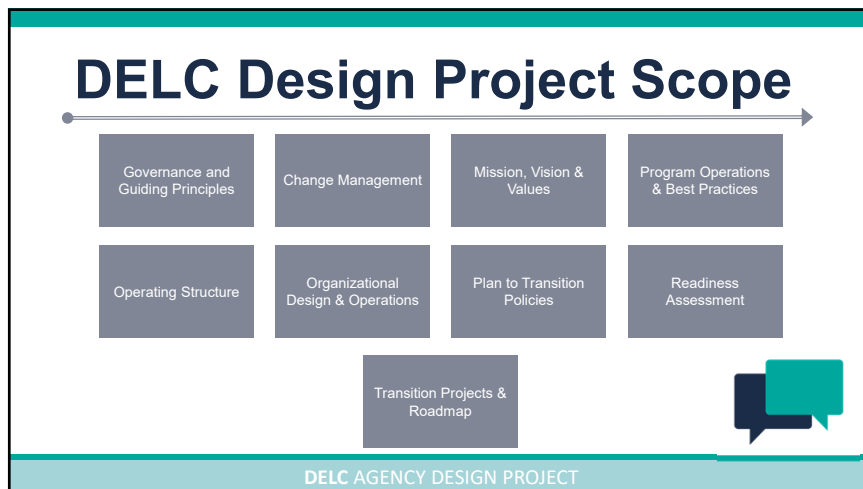 DELC Design Project Scope
Governance and
Guiding Principles
Change Management
Mission, Vision &
Values
Program Operations
& Best Practices
Operating Structure
Organizational
Design & Operations
Plan to Transition
Policies
Readiness
Assessment
Transition Projects &
Roadmap
DELC AGENCY DESIGN PROJECT